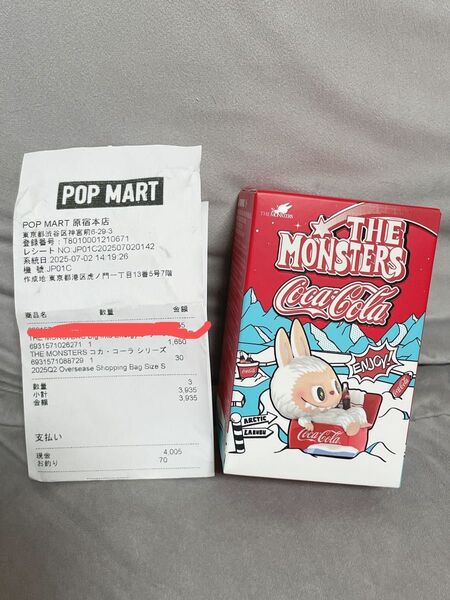 POP MART
POP MART 原宿本店
東京都渋谷区神宮前6-29-3
登録番号：T8010001210671
レシート NO.JP01C202507020142
系統日 2025-07-02 14:19:26
機 號 JP01C
作成地 東京都港区虎ノ門一丁目13番5号7階
商品名 数量 金額
THE MONSTERS
6931571026271 1 1,650
THE MONSTERS コカ・コーラ シリーズ
6931571088729 1 30
2025Q2 Oversease Shopping Bag Size S
数量 3
小計 3,935
金額 3,935
支払い
現金 4,005
お釣り 70
THE MONSTERS
THE
MONSTERS
Coca-Cola
ENJOY!
ARCTIC
LABUBU
Coca-Cola